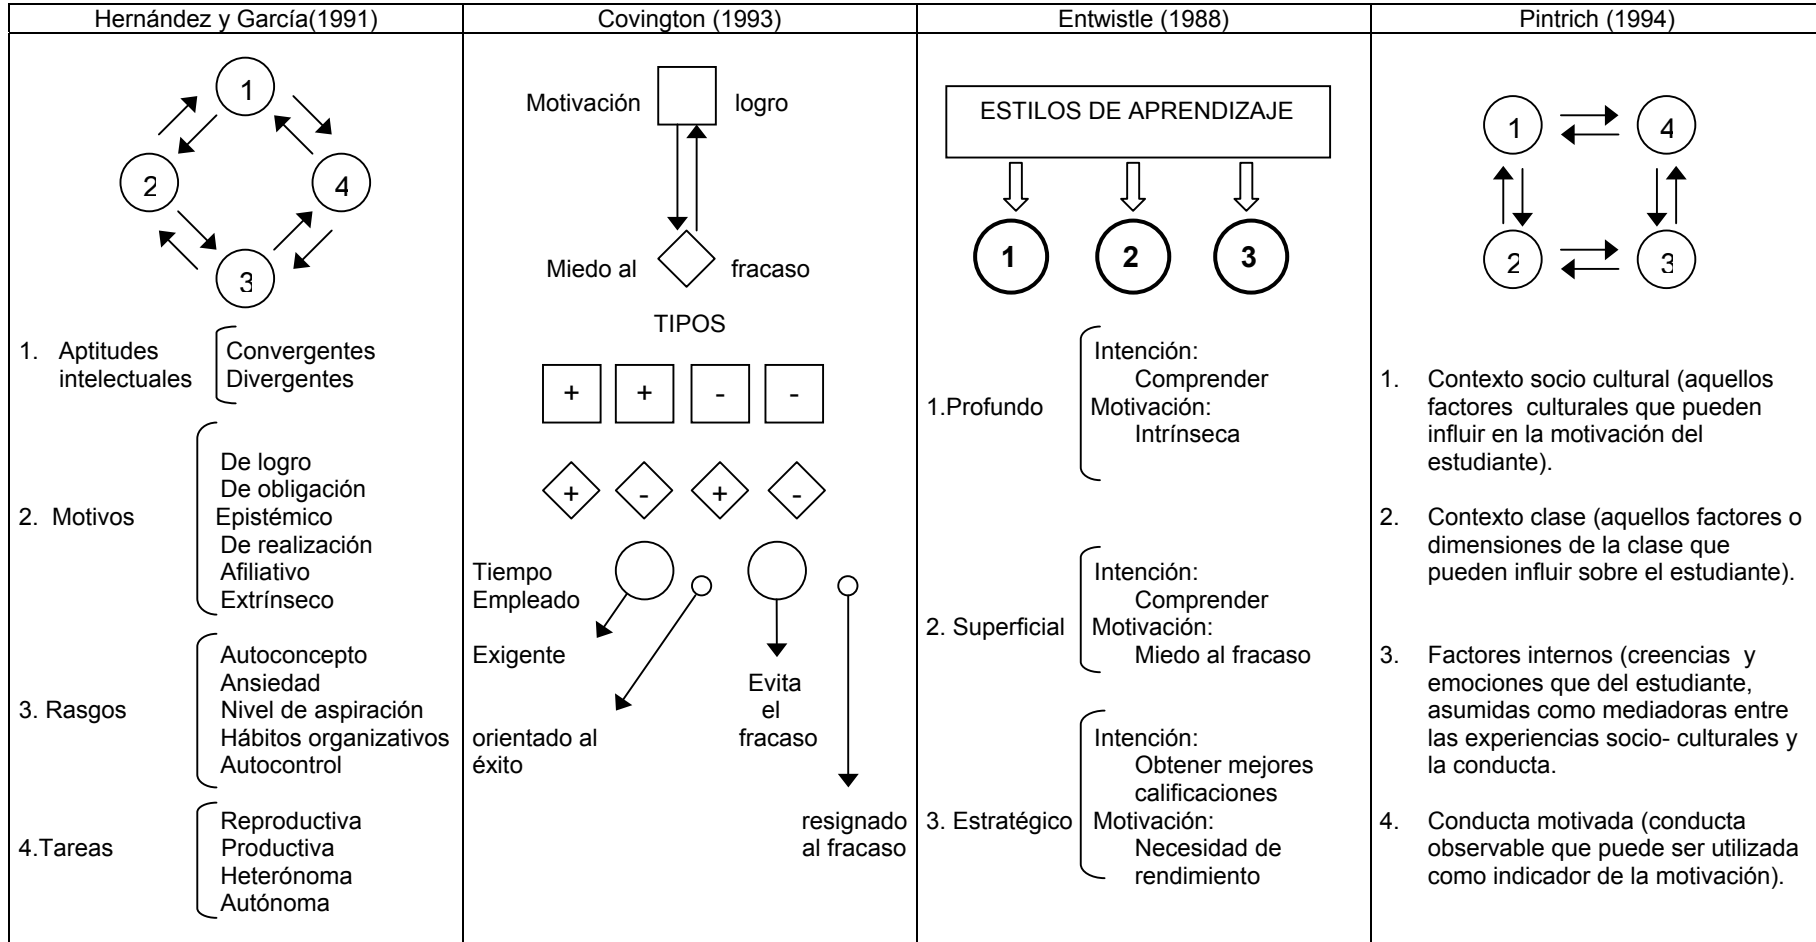 Hernández y García(1991)
1
2
4
3
1. Aptitudes
intelectuales
Convergentes
Divergentes
2. Motivos
De logro
De obligación
Epistémico
De realización
Afiliativo
Extrínseco
3. Rasgos
Autoconcepto
Ansiedad
Nivel de aspiración
Hábitos organizativos
Autocontrol
4.Tareas
Reproductiva
Productiva
Heterónoma
Autónoma
Covington (1993)
Motivación logro
Miedo al fracaso
TIPOS
+ + - -
+ - + -
Tiempo
Empleado
Exigente
orientado al
éxito
Evita
el
fracaso
resignado
al fracaso
Entwistle (1988)
ESTILOS DE APRENDIZAJE
1 2 3
1.Profundo
Intención:
Comprender
Motivación:
Intrínseca
2. Superficial
Intención:
Comprender
Motivación:
Miedo al fracaso
3. Estratégico
Intención:
Obtener mejores
calificaciones
Motivación:
Necesidad de
rendimiento
Pintrich (1994)
1 4
2 3
1. Contexto socio cultural (aquellos
factores culturales que pueden
influir en la motivación del
estudiante).
2. Contexto clase (aquellos factores o
dimensiones de la clase que
pueden influir sobre el estudiante).
3. Factores internos (creencias y
emociones que del estudiante,
asumidas como mediadoras entre
las experiencias socio- culturales y
la conducta.
4. Conducta motivada (conducta
observable que puede ser utilizada
como indicador de la motivación).